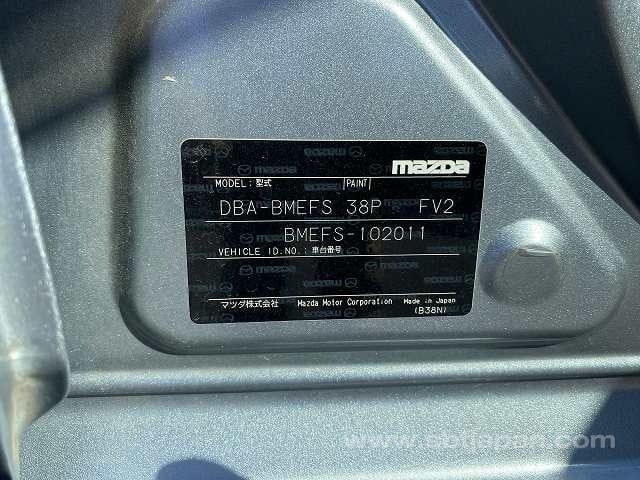 mazda
MODEL:型式 PAINT
DBA-BMEFS 38P FV2
BMEFS-102011
VEHICLE ID.NO.:車台番号
マツダ株式会社 Mazda Motor Corporation Made in Japan
(B38N)
www.sbtjapan.com